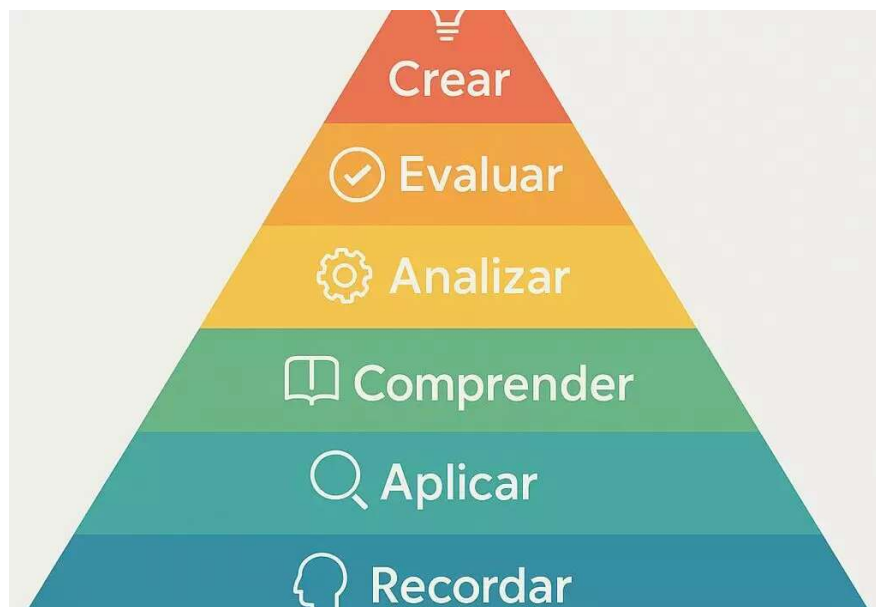 Crear
Evaluar
Analizar
Comprender
Aplicar
Recordar